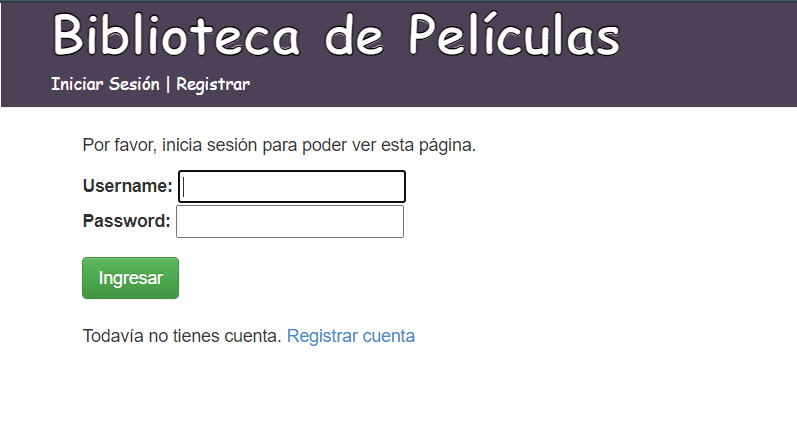 Biblioteca de Películas
Iniciar Sesión | Registrar
Por favor, inicia sesión para poder ver esta página.
Username:
Password:
Ingresar
Todavía no tienes cuenta. Registrar cuenta